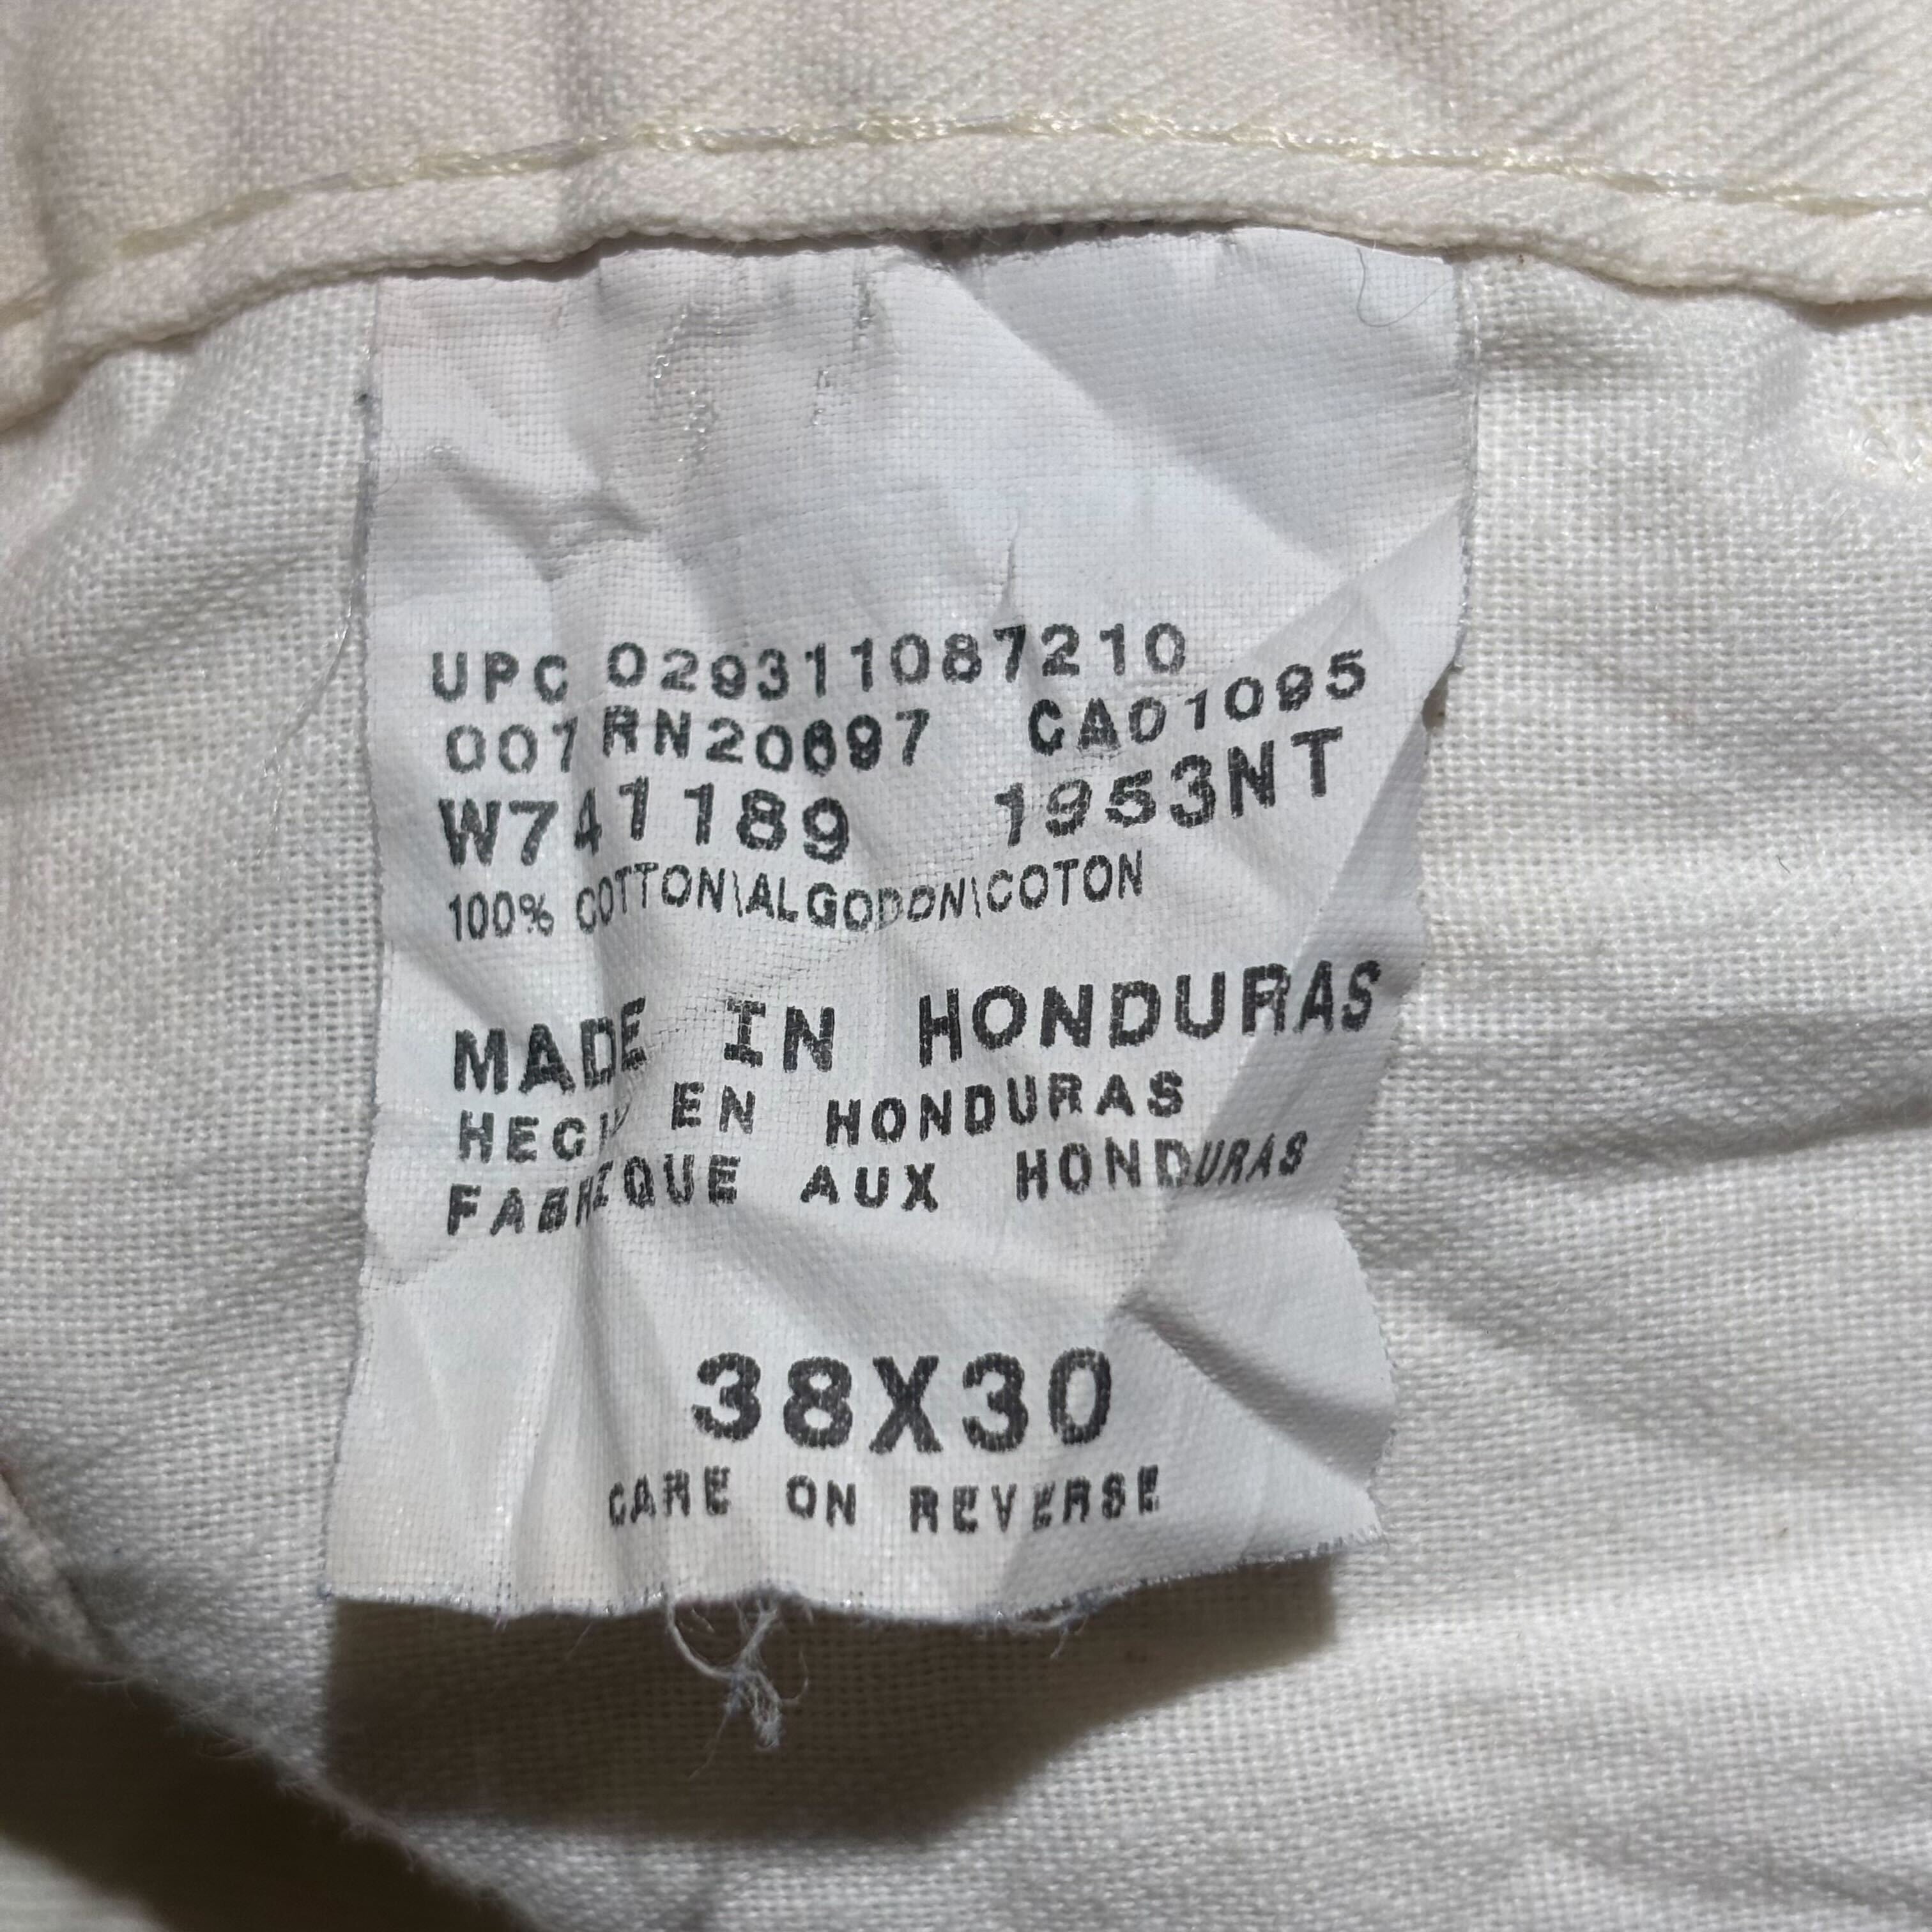 UPC 029311087210
007 RN20697 CA01095
W741189 1953NT
100% COTTON\ALGODON\COTON
MADE IN HONDURAS
EN HONDURAS
FABRIQUE AUX HONDURAS
38X30
CARE ON REVERSE